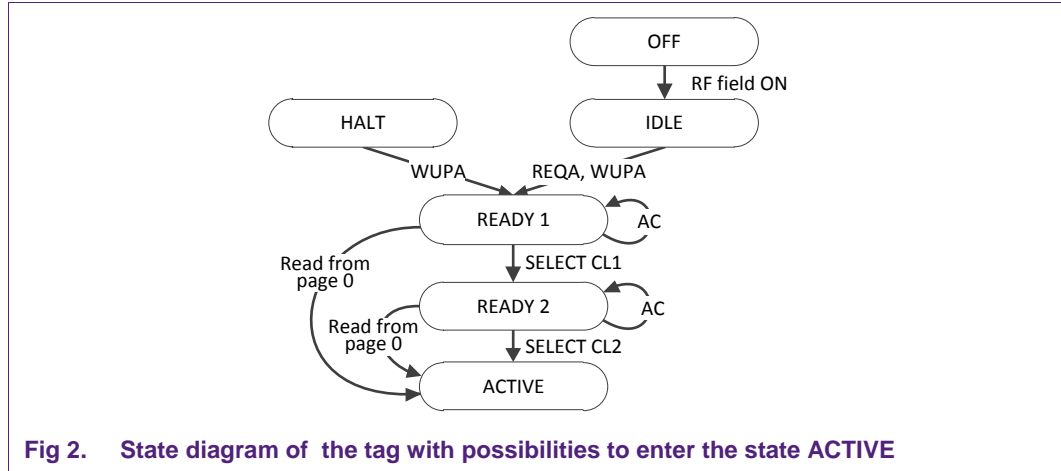 OFF
RF field ON
HALT
IDLE
WUPA
REQA, WUPA
READY 1
AC
Read from
page 0
SELECT CL1
READY 2
AC
Read from
page 0
SELECT CL2
ACTIVE
Fig 2. State diagram of the tag with possibilities to enter the state ACTIVE